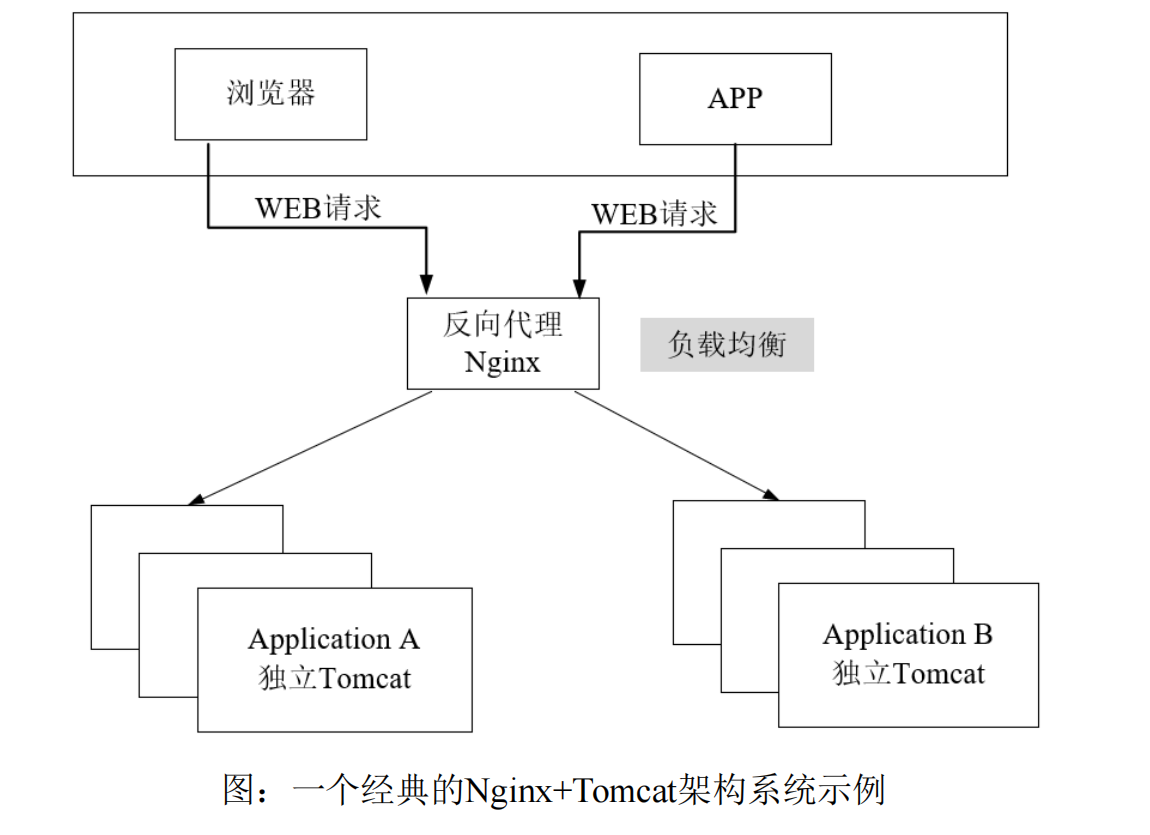 浏览器
APP
WEB请求
WEB请求
反向代理
Nginx
负载均衡
Application A
独立Tomcat
Application B
独立Tomcat
图：一个经典的Nginx+Tomcat架构系统示例